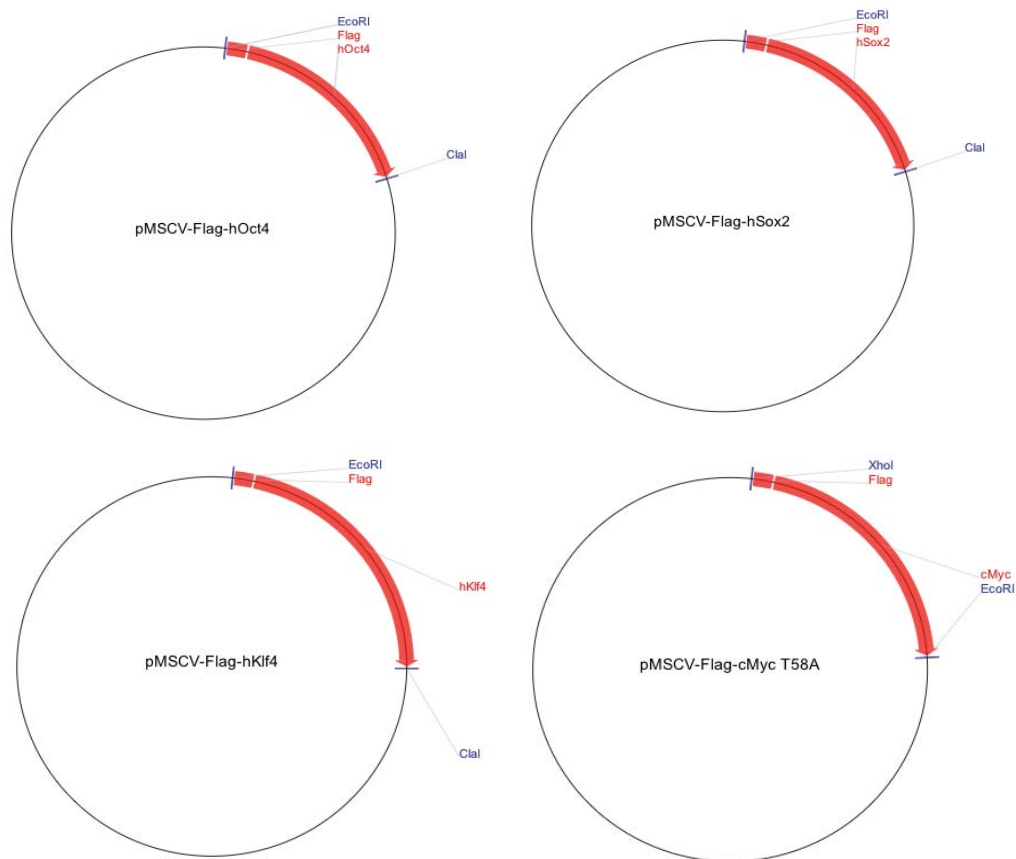 EcoRI
Flag
hOct4
ClaI
pMSCV-Flag-hOct4
EcoRI
Flag
hSox2
ClaI
pMSCV-Flag-hSox2
EcoRI
Flag
hKlf4
pMSCV-Flag-hKlf4
ClaI
XhoI
Flag
cMyc
EcoRI
pMSCV-Flag-cMyc T58A